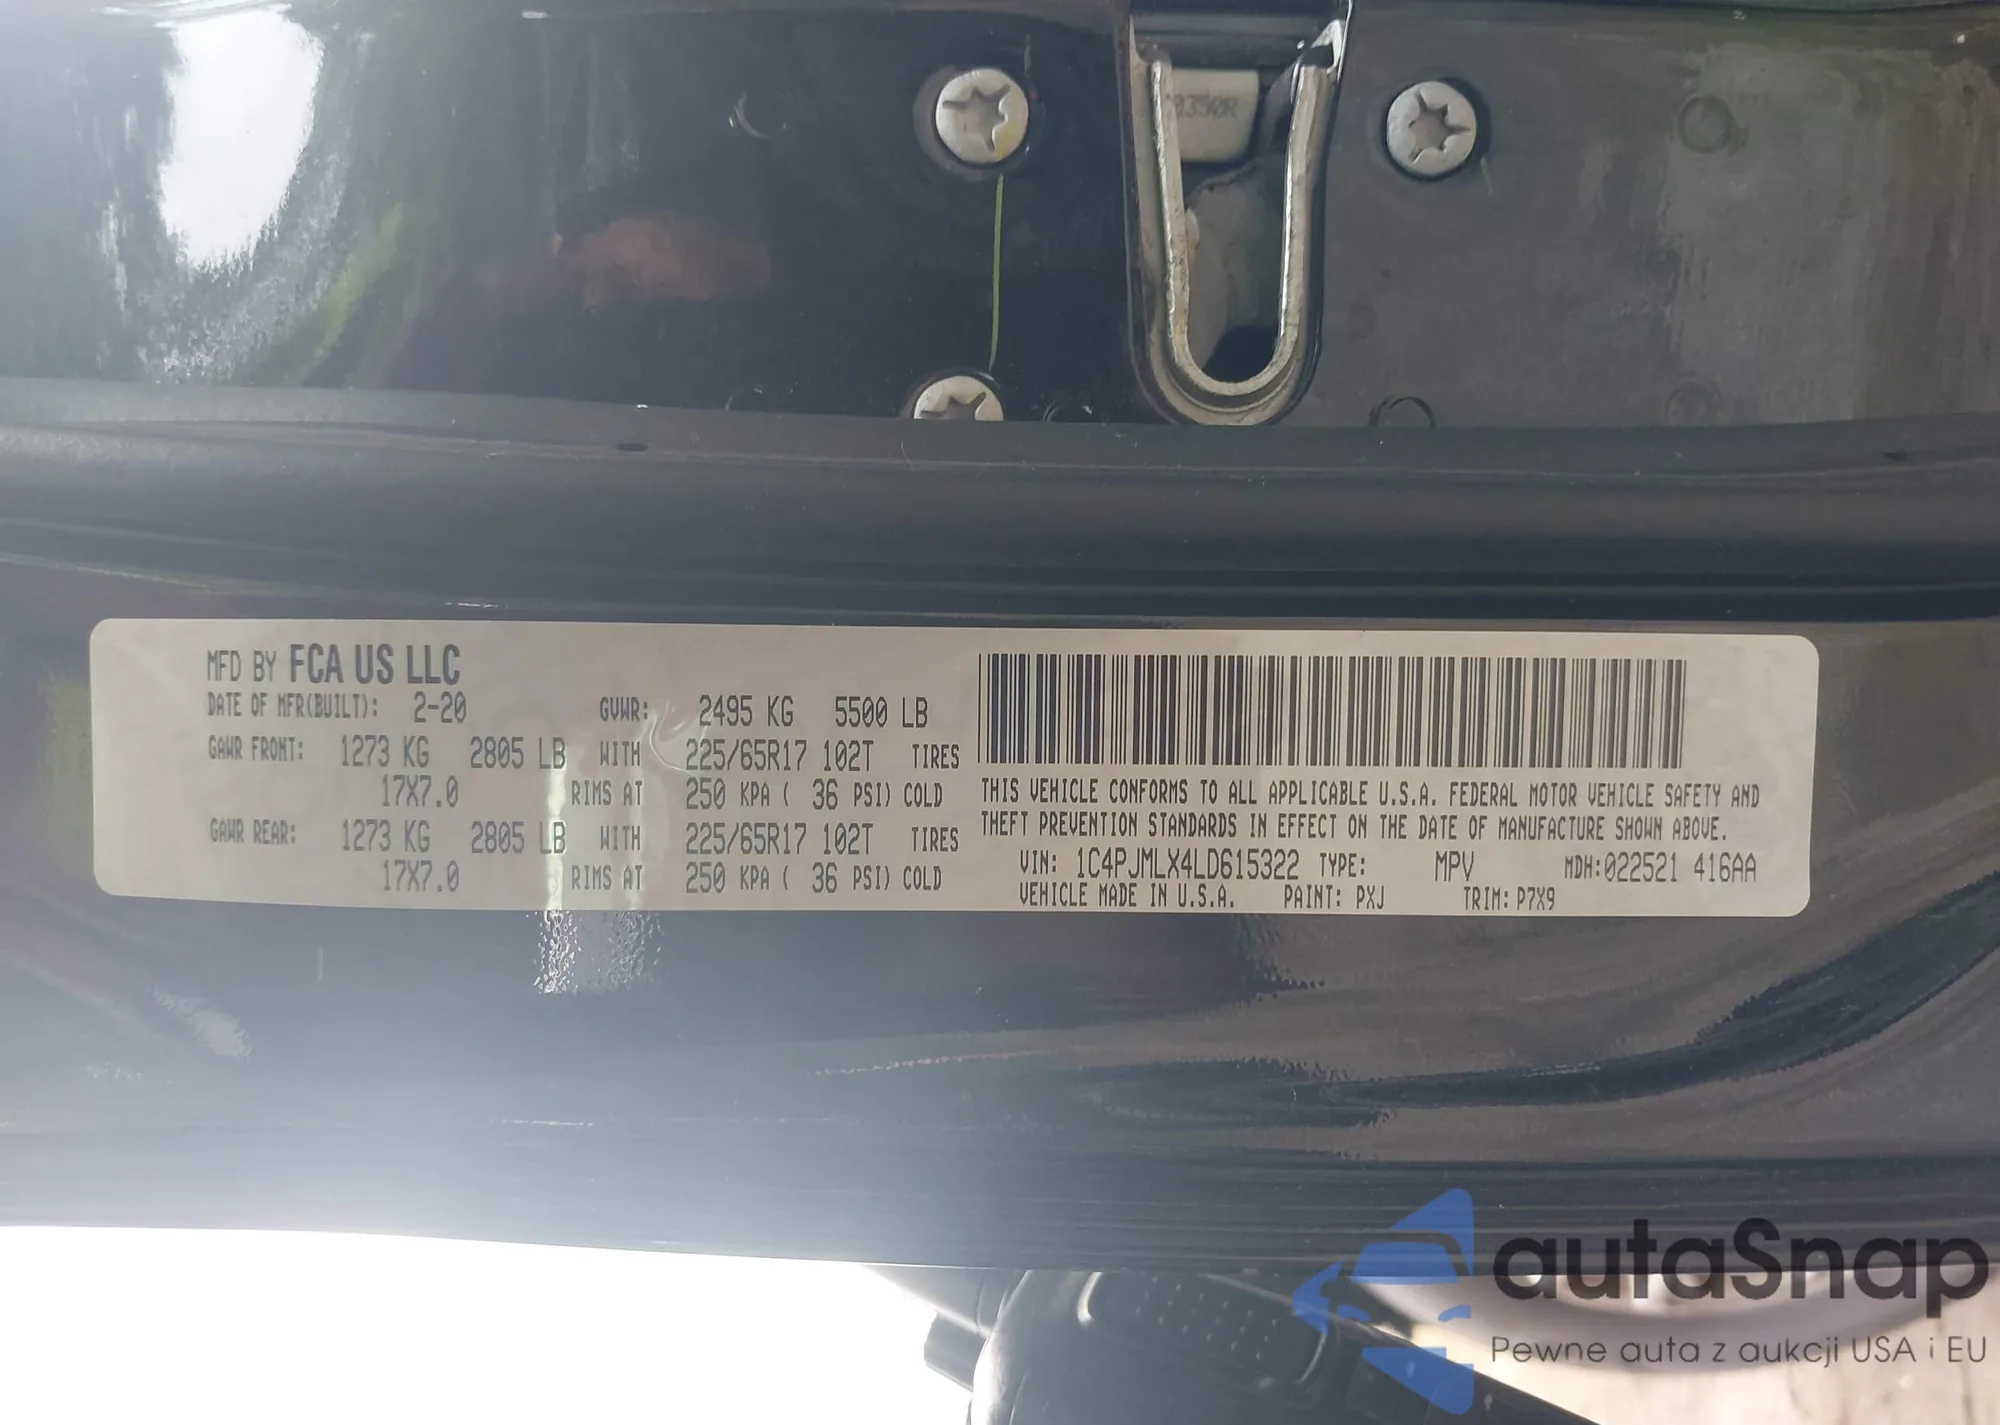 0350R
MFD BY FCA US LLC
DATE OF MFR(BUILT): 2-20 GVWR: 2495 KG 5500 LB
GAWR FRONT: 1273 KG 2805 LB WITH 225/65R17 102T TIRES
17X7.0 RIMS AT 250 KPA ( 36 PSI) COLD
GAWR REAR: 1273 KG 2805 LB WITH 225/65R17 102T TIRES
17X7.0 RIMS AT 250 KPA ( 36 PSI) COLD
THIS VEHICLE CONFORMS TO ALL APPLICABLE U.S.A. FEDERAL MOTOR VEHICLE SAFETY AND
THEFT PREVENTION STANDARDS IN EFFECT ON THE DATE OF MANUFACTURE SHOWN ABOVE.
VIN: 1C4PJMLX4LD615322 TYPE: MPV MDH:022521 416AA
VEHICLE MADE IN U.S.A. PAINT: PXJ TRIM: P7X9
autaSnap
Pewne auta z aukcji USA i EU